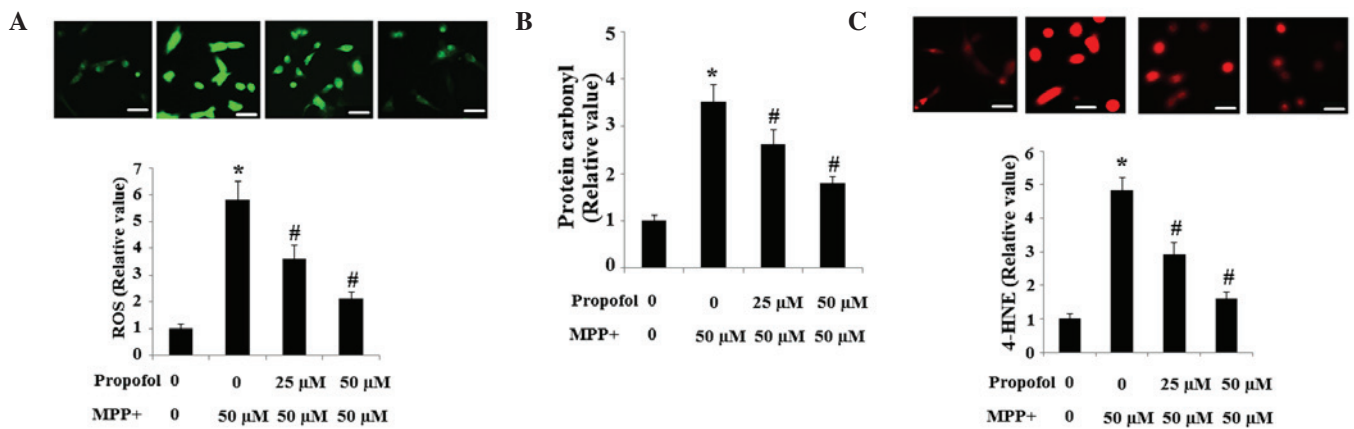 A
ROS (Relative value)
7
6
5
4
3
2
1
0
*
#
#
Propofol 0 0 25 μM 50 μM
MPP+ 0 50 μM 50 μM 50 μM
B
Protein carbonyl
(Relative value)
5
4
3
2
1
0
*
#
#
Propofol 0 0 25 μM 50 μM
MPP+ 0 50 μM 50 μM 50 μM
C
4-HNE (Relative value)
6
5
4
3
2
1
0
*
#
#
Propofol 0 0 25 μM 50 μM
MPP+ 0 50 μM 50 μM 50 μM